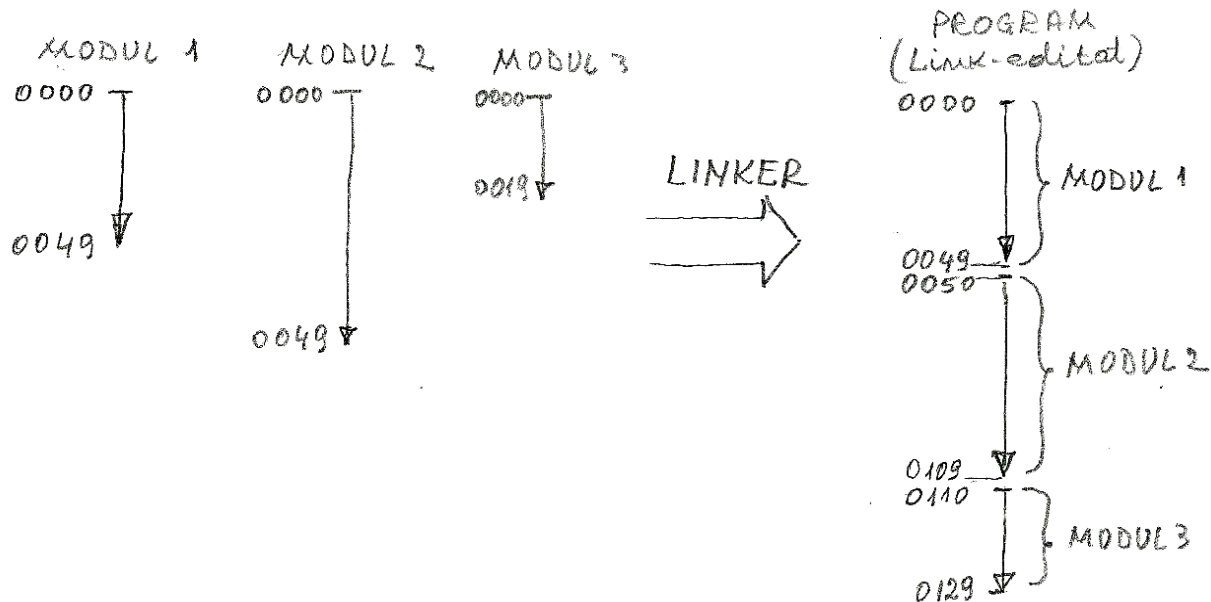 MODUL 1
0000
0049
MODUL 2
0000
0049
MODUL 3
0000
0019
LINKER
PROGRAM
(Link-editat)
0000
MODUL 1
0049
0050
MODUL 2
0109
0110
MODUL 3
0129